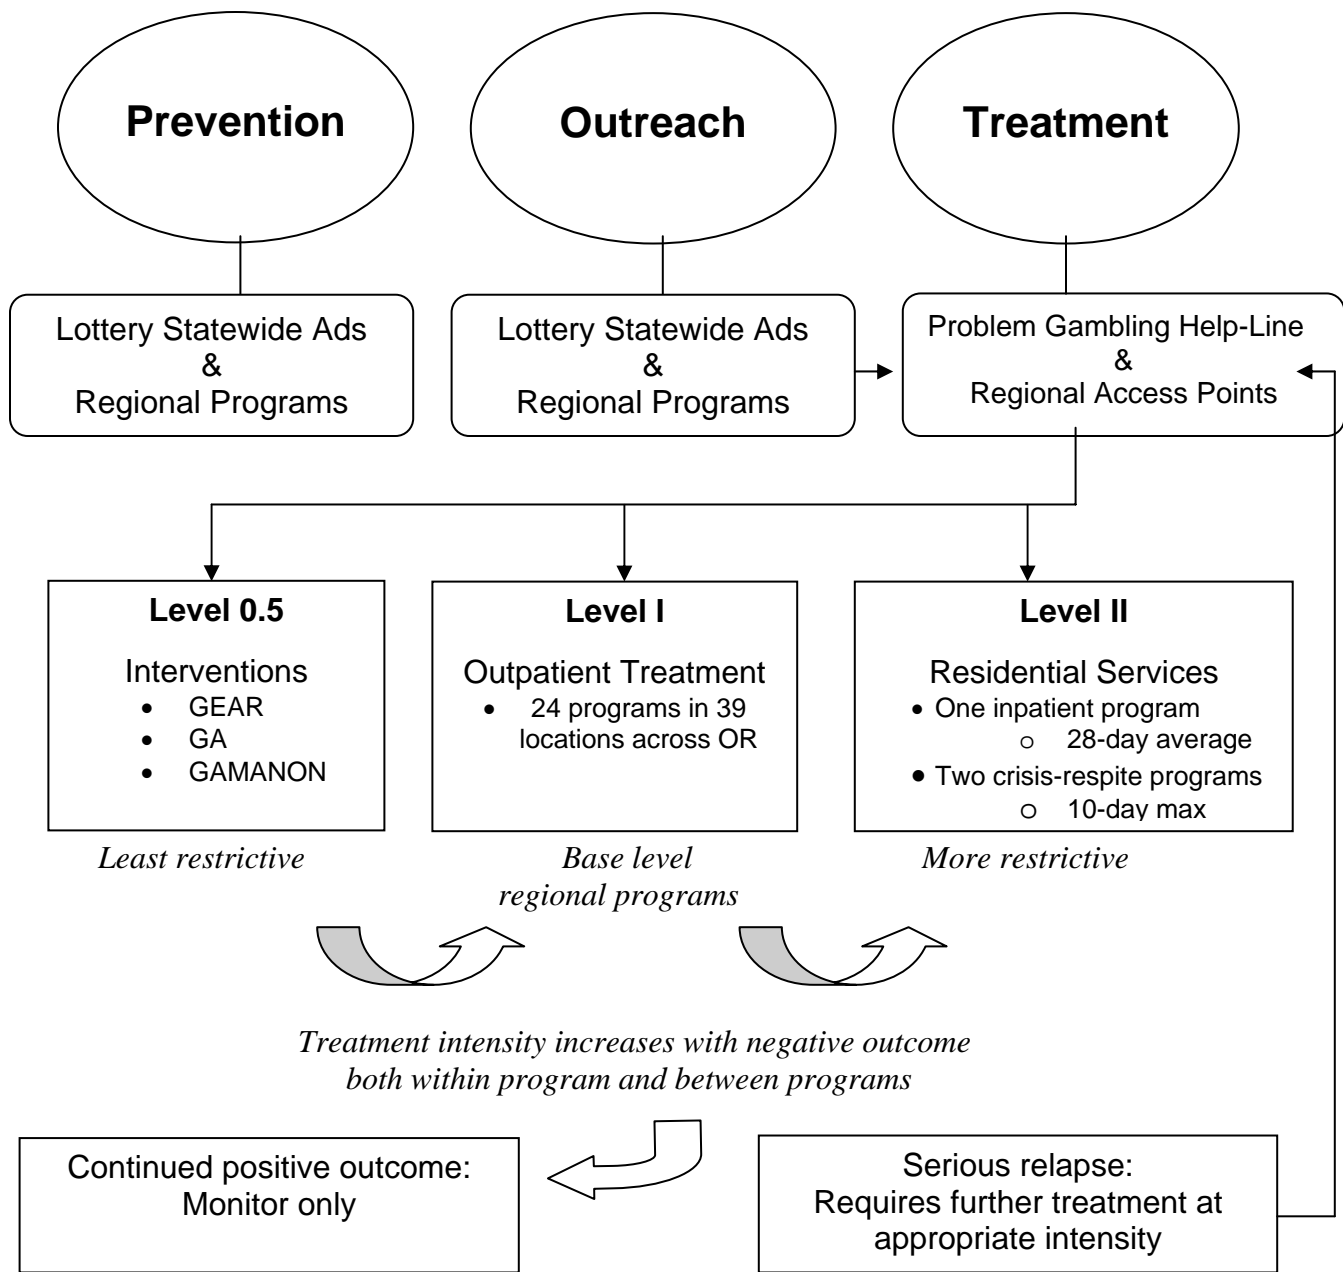 Prevention
Outreach
Treatment
Lottery Statewide Ads
&
Regional Programs
Lottery Statewide Ads
&
Regional Programs
Problem Gambling Help-Line
&
Regional Access Points
Level 0.5
Interventions
• GEAR
• GA
• GAMANON
Level I
Outpatient Treatment
• 24 programs in 39
locations across OR
Level II
Residential Services
• One inpatient program
o 28-day average
• Two crisis-respite programs
o 10-day max
Least restrictive
Base level
regional programs
More restrictive
Treatment intensity increases with negative outcome
both within program and between programs
Continued positive outcome:
Monitor only
Serious relapse:
Requires further treatment at
appropriate intensity